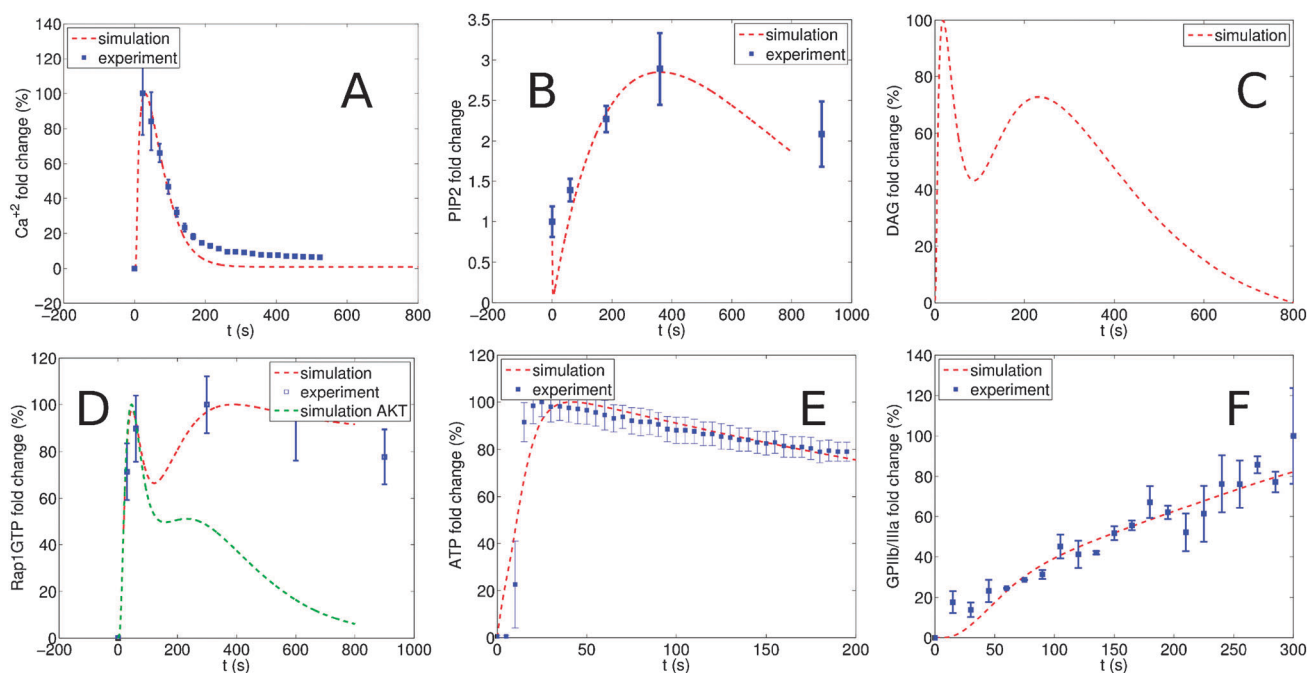 140
120
100
80
60
40
20
0
−20
−200
0
200
400
600
800
t (s)
Ca+2 fold change (%)
simulation
experiment
A
4
3.5
3
2.5
2
1.5
1
0.5
0
−200
0
200
400
600
800
1000
t (s)
PIP2 fold change
simulation
experiment
B
100
80
60
40
20
0
0
200
400
600
800
t (s)
DAG fold change (%)
simulation
C
120
100
80
60
40
20
0
−200
0
200
400
600
800
1000
t (s)
Rap1GTP fold change (%)
simulation
experiment
simulation AKT
D
120
100
80
60
40
20
0
0
50
100
150
200
t (s)
ATP fold change (%)
simulation
experiment
E
140
120
100
80
60
40
20
0
0
50
100
150
200
250
300
t (s)
GPIIb/IIIa fold change (%)
simulation
experiment
F